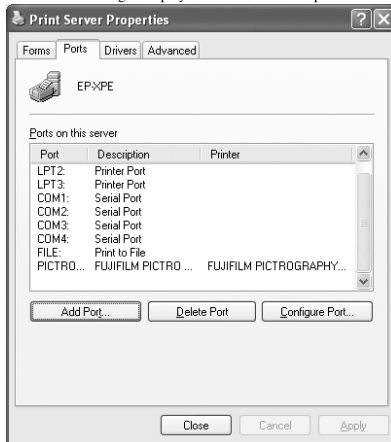 Print Server Properties
Forms Ports Drivers Advanced
EP-XPE
Ports on this server
Port Description Printer
LPT2: Printer Port
LPT3: Printer Port
COM1: Serial Port
COM2: Serial Port
COM3: Serial Port
COM4: Serial Port
FILE: Print to File
PICTRO... FUJIFILM PICTRO ... FUJIFILM PICTROGRAPHY...
Add Port... Delete Port Configure Port...
Close Cancel Apply